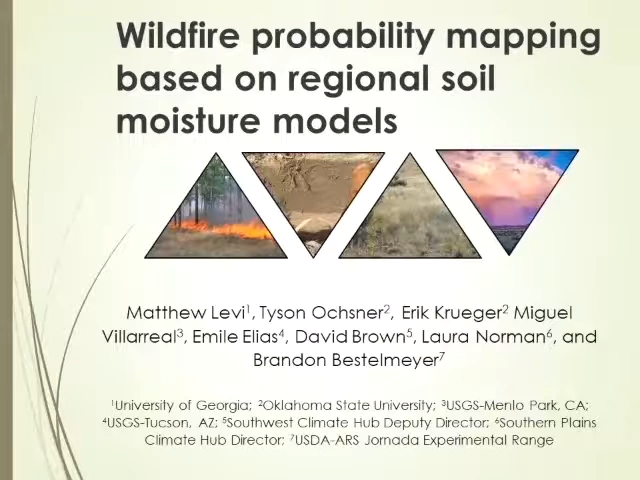 Wildfire probability mapping
based on regional soil
moisture models
Matthew Levi¹, Tyson Ochsner², Erik Krueger² Miguel
Villarreal³, Emile Elias⁴, David Brown⁵, Laura Norman⁶, and
Brandon Bestelmeyer⁷
¹University of Georgia; ²Oklahoma State University; ³USGS-Menlo Park, CA;
⁴USGS-Tucson, AZ; ⁵Southwest Climate Hub Deputy Director; ⁶Southern Plains
Climate Hub Director; ⁷USDA-ARS Jornada Experimental Range